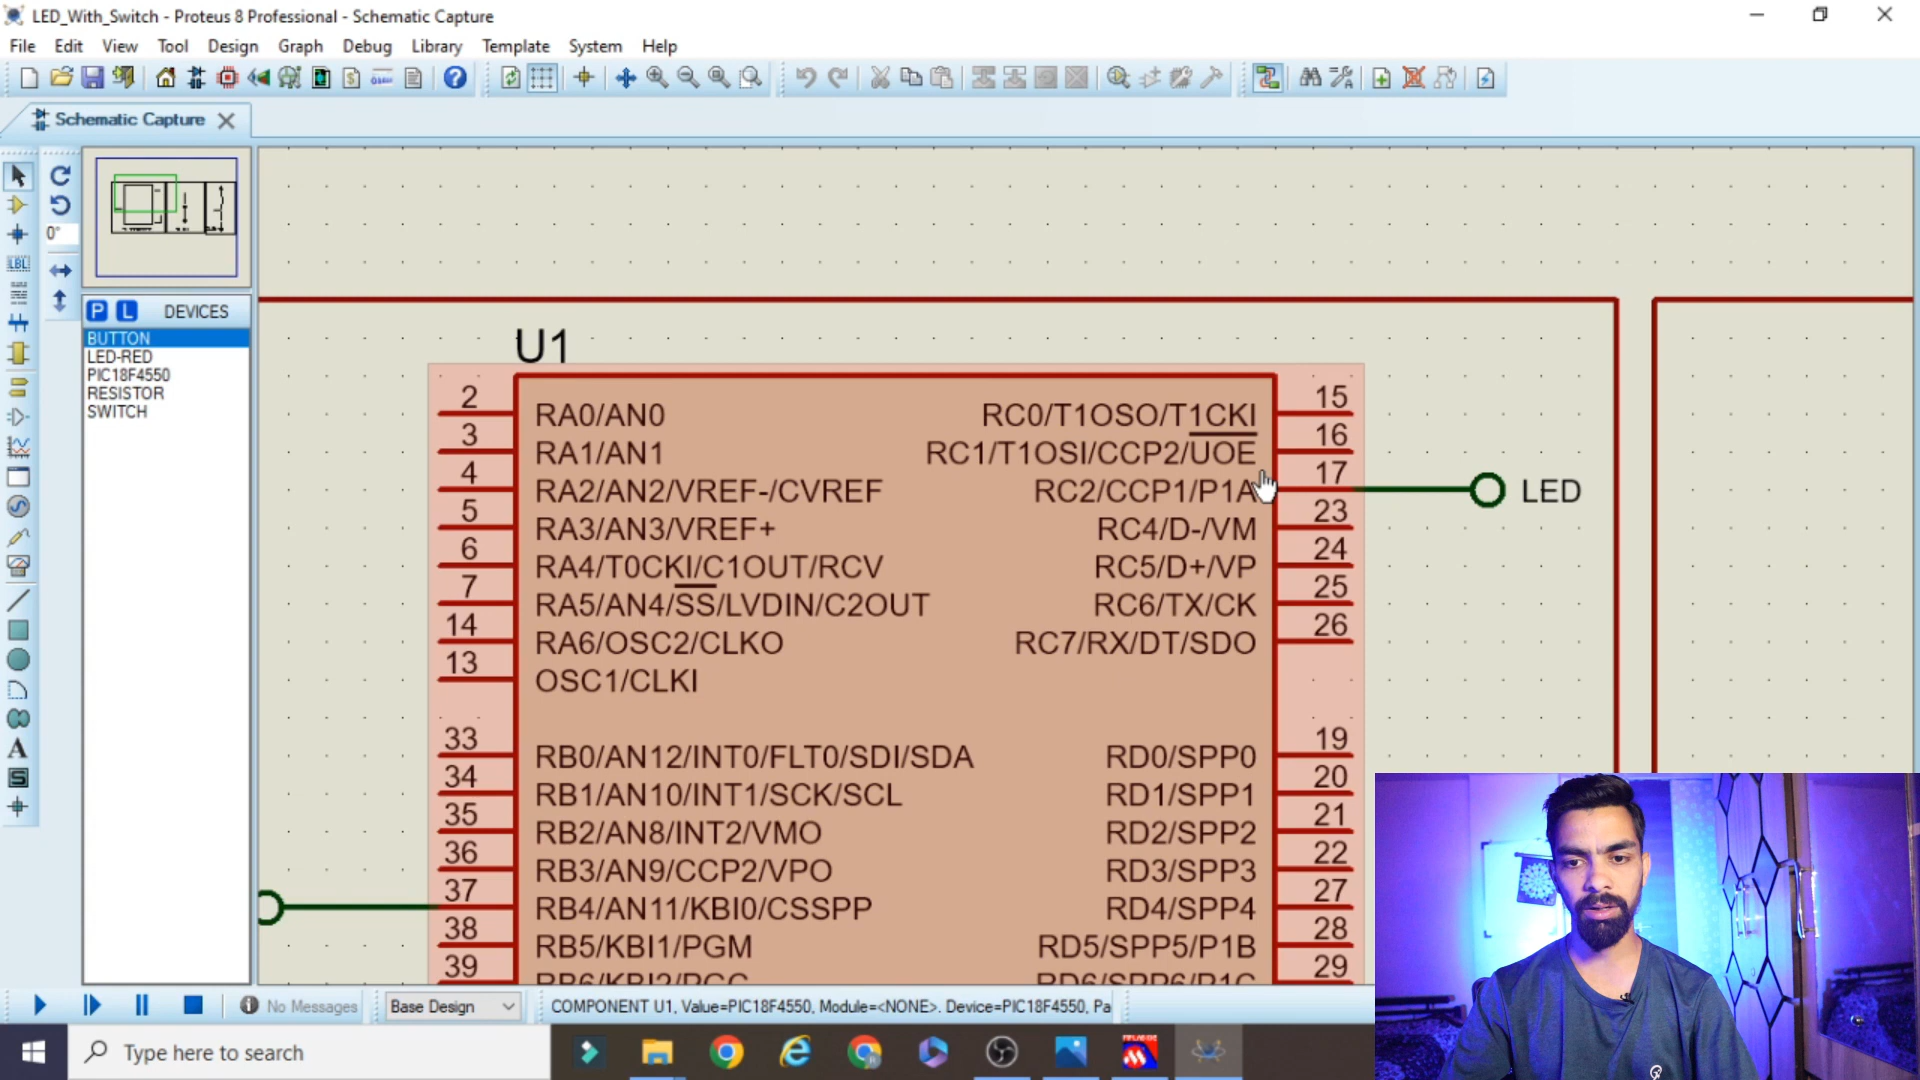 LED_With_Switch - Proteus 8 Professional - Schematic Capture
File Edit View Tool Design Graph Debug Library Template System Help
Schematic Capture
0°
LBL
P L DEVICES
BUTTON
LED-RED
PIC18F4550
RESISTOR
SWITCH
A
S
U1
2 RA0/AN0 RC0/T1OSO/T1CKI 15
3 RA1/AN1 RC1/T1OSI/CCP2/UOE 16
4 RA2/AN2/VREF-/CVREF RC2/CCP1/P1A 17 LED
5 RA3/AN3/VREF+ RC4/D-/VM 23
6 RA4/T0CKI/C1OUT/RCV RC5/D+/VP 24
7 RA5/AN4/SS/LVDIN/C2OUT RC6/TX/CK 25
14 RA6/OSC2/CLKO RC7/RX/DT/SDO 26
13 OSC1/CLKI
33 RB0/AN12/INT0/FLT0/SDI/SDA RD0/SPP0 19
34 RB1/AN10/INT1/SCK/SCL RD1/SPP1 20
35 RB2/AN8/INT2/VMO RD2/SPP2 21
36 RB3/AN9/CCP2/VPO RD3/SPP3 22
37 RB4/AN11/KBI0/CSSPP RD4/SPP4 27
38 RB5/KBI1/PGM RD5/SPP5/P1B 28
39 RB6/KBI2/PGC RD6/SPP6/P1C 29
No Messages Base Design COMPONENT U1, Value=PIC18F4550, Module=<NONE>. Device=PIC18F4550, Pa
Type here to search